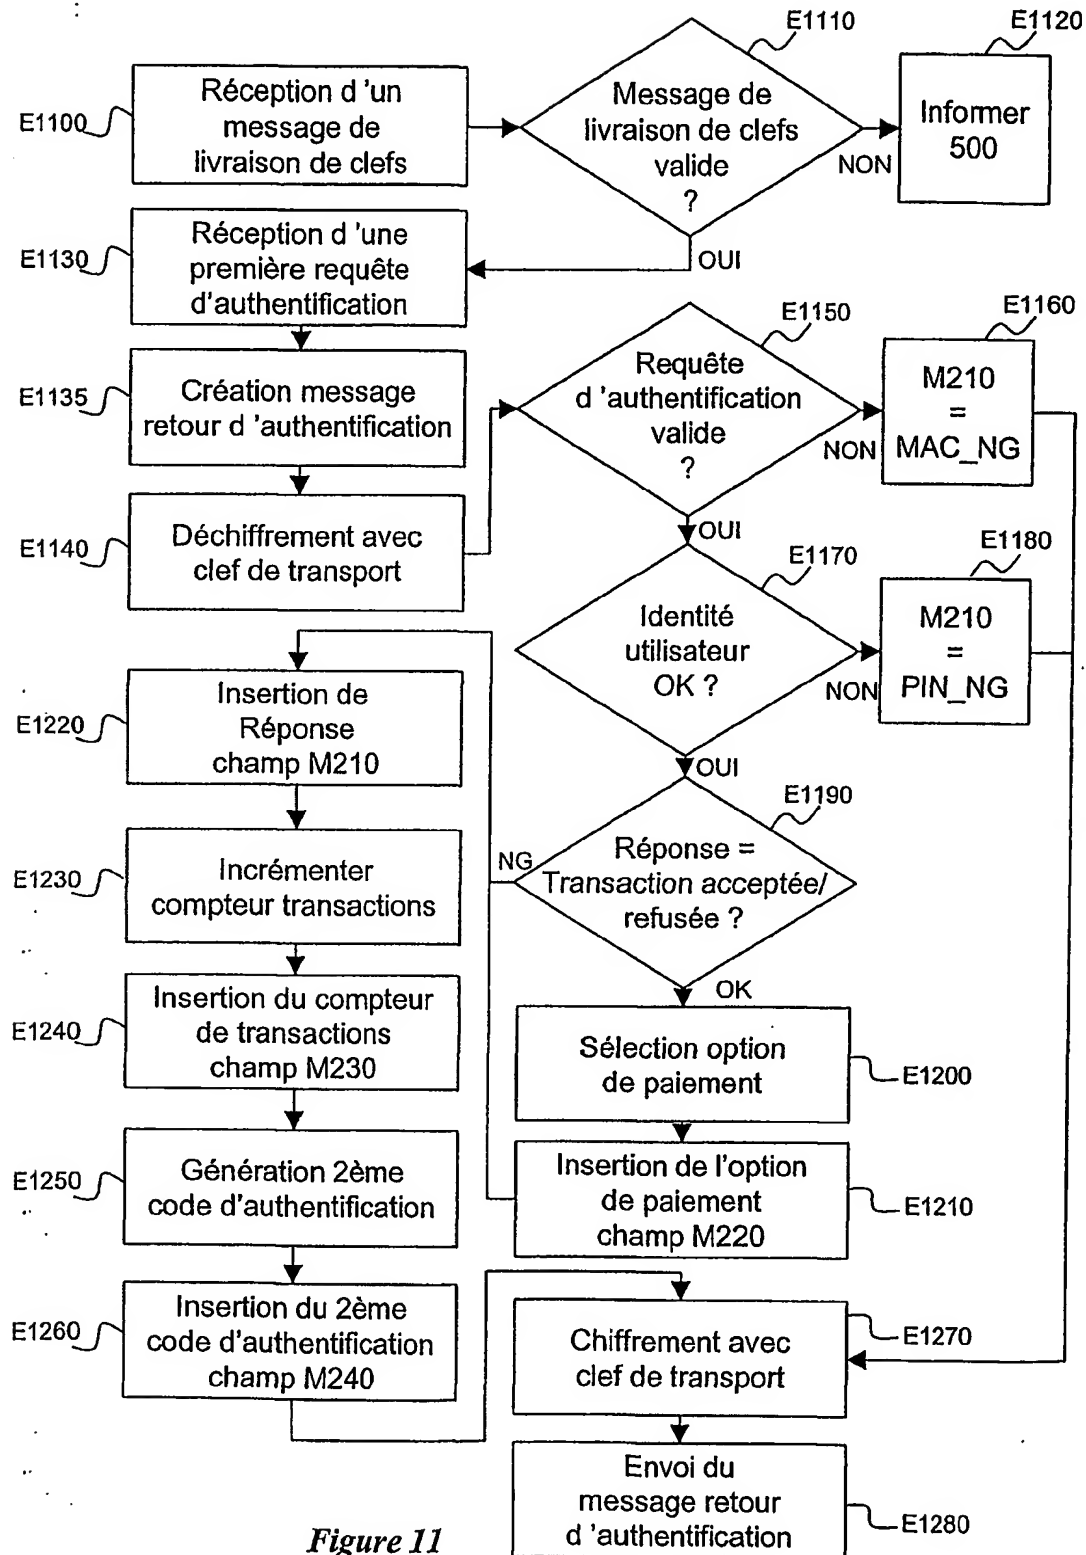 E1100
Réception d 'un
message de
livraison de clefs
E1110
Message de
livraison de clefs
valide
?
NON
OUI
E1120
Informer
500
E1130
Réception d 'une
première requête
d'authentification
E1135
Création message
retour d 'authentification
E1140
Déchiffrement avec
clef de transport
E1150
Requête
d 'authentification
valide
?
NON
OUI
E1160
M210
=
MAC_NG
E1170
Identité
utilisateur
OK ?
NON
OUI
E1180
M210
=
PIN_NG
E1190
Réponse =
Transaction acceptée/
refusée ?
NG
OK
E1200
Sélection option
de paiement
E1210
Insertion de l'option
de paiement
champ M220
E1220
Insertion de
Réponse
champ M210
E1230
Incrémenter
compteur transactions
E1240
Insertion du compteur
de transactions
champ M230
E1250
Génération 2ème
code d'authentification
E1260
Insertion du 2ème
code d'authentification
champ M240
E1270
Chiffrement avec
clef de transport
E1280
Envoi du
message retour
d 'authentification
Figure 11